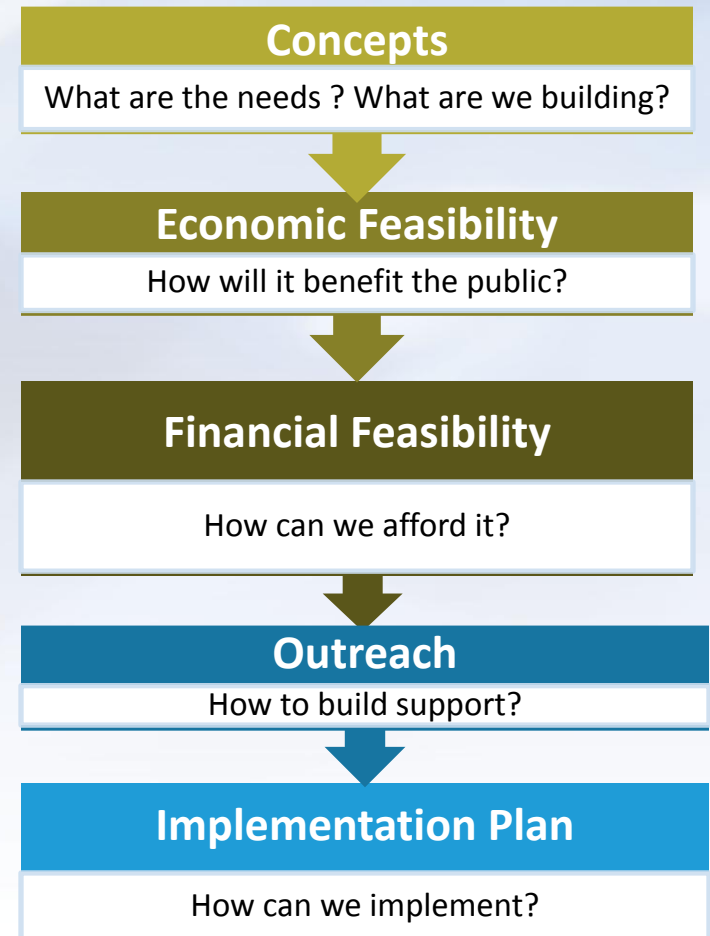 Concepts
What are the needs ? What are we building?
Economic Feasibility
How will it benefit the public?
Financial Feasibility
How can we afford it?
Outreach
How to build support?
Implementation Plan
How can we implement?